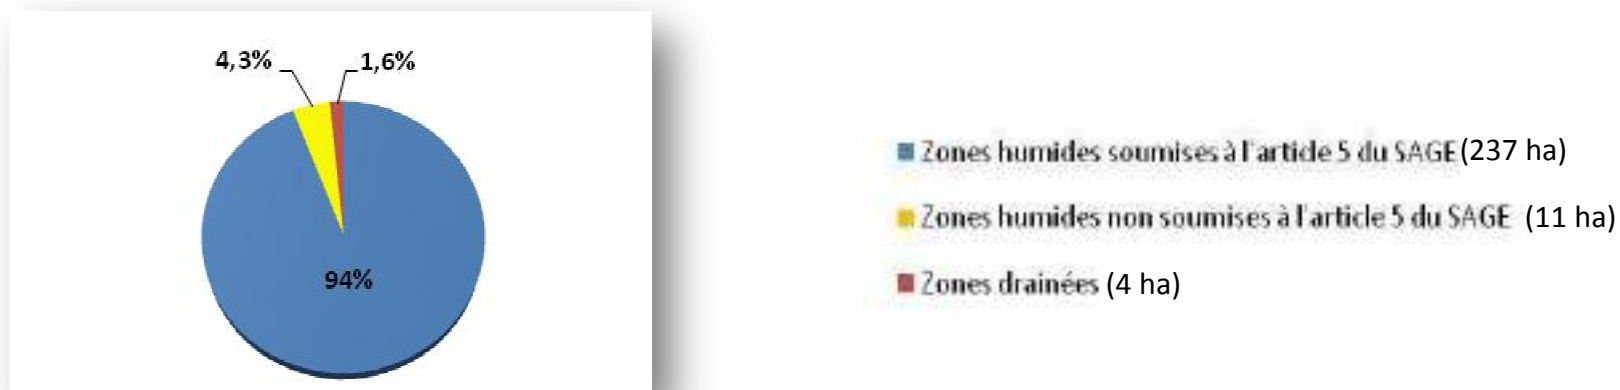 4,3%
1,6%
94%
Zones humides soumises à l'article 5 du SAGE (237 ha)
Zones humides non soumises à l'article 5 du SAGE (11 ha)
Zones drainées (4 ha)